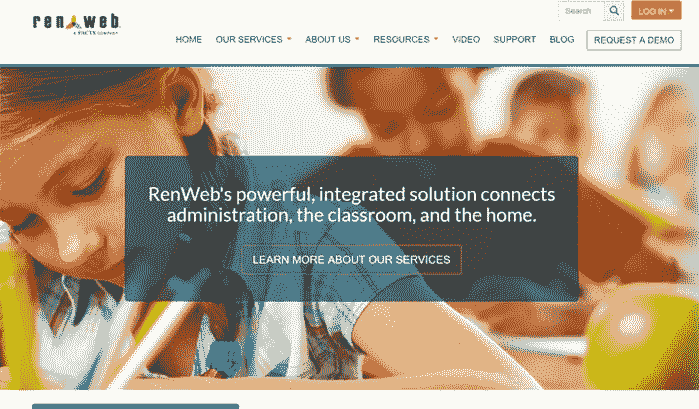 Search
LOG IN
renweb
a FACTS company
HOME
OUR SERVICES
ABOUT US
RESOURCES
VIDEO
SUPPORT
BLOG
REQUEST A DEMO
RenWeb's powerful, integrated solution connects
administration, the classroom, and the home.
LEARN MORE ABOUT OUR SERVICES